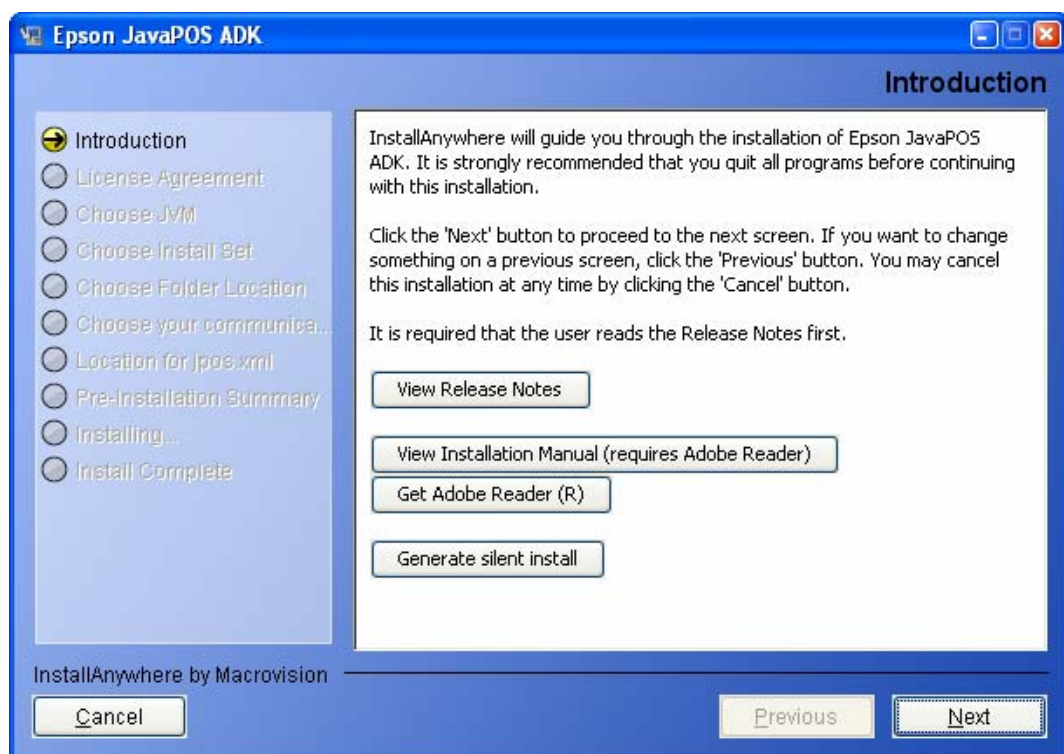 Epson JavaPOS ADK
Introduction
Introduction
License Agreement
Choose JVM
Choose Install Set
Choose Folder Location
Choose your communica...
Location for jpos.xml
Pre-Installation Summary
Installing...
Install Complete
InstallAnywhere will guide you through the installation of Epson JavaPOS
ADK. It is strongly recommended that you quit all programs before continuing
with this installation.
Click the 'Next' button to proceed to the next screen. If you want to change
something on a previous screen, click the 'Previous' button. You may cancel
this installation at any time by clicking the 'Cancel' button.
It is required that the user reads the Release Notes first.
View Release Notes
View Installation Manual (requires Adobe Reader)
Get Adobe Reader (R)
Generate silent install
InstallAnywhere by Macrovision
Cancel
Previous
Next